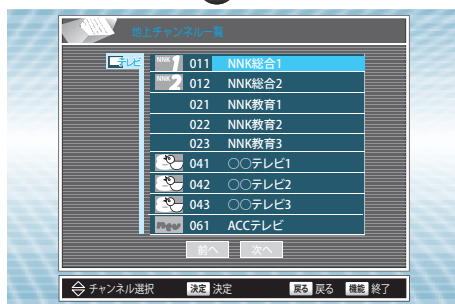 地上チャンネル一覧
テレビ
NNK 1 011 NNK総合1
NNK 2 012 NNK総合2
021 NNK教育1
022 NNK教育2
023 NNK教育3
041 ○○テレビ1
042 ○○テレビ2
043 ○○テレビ3
new 061 ACCテレビ
前へ 次へ
チャンネル選択 決定 決定 戻る 戻る 機能 終了